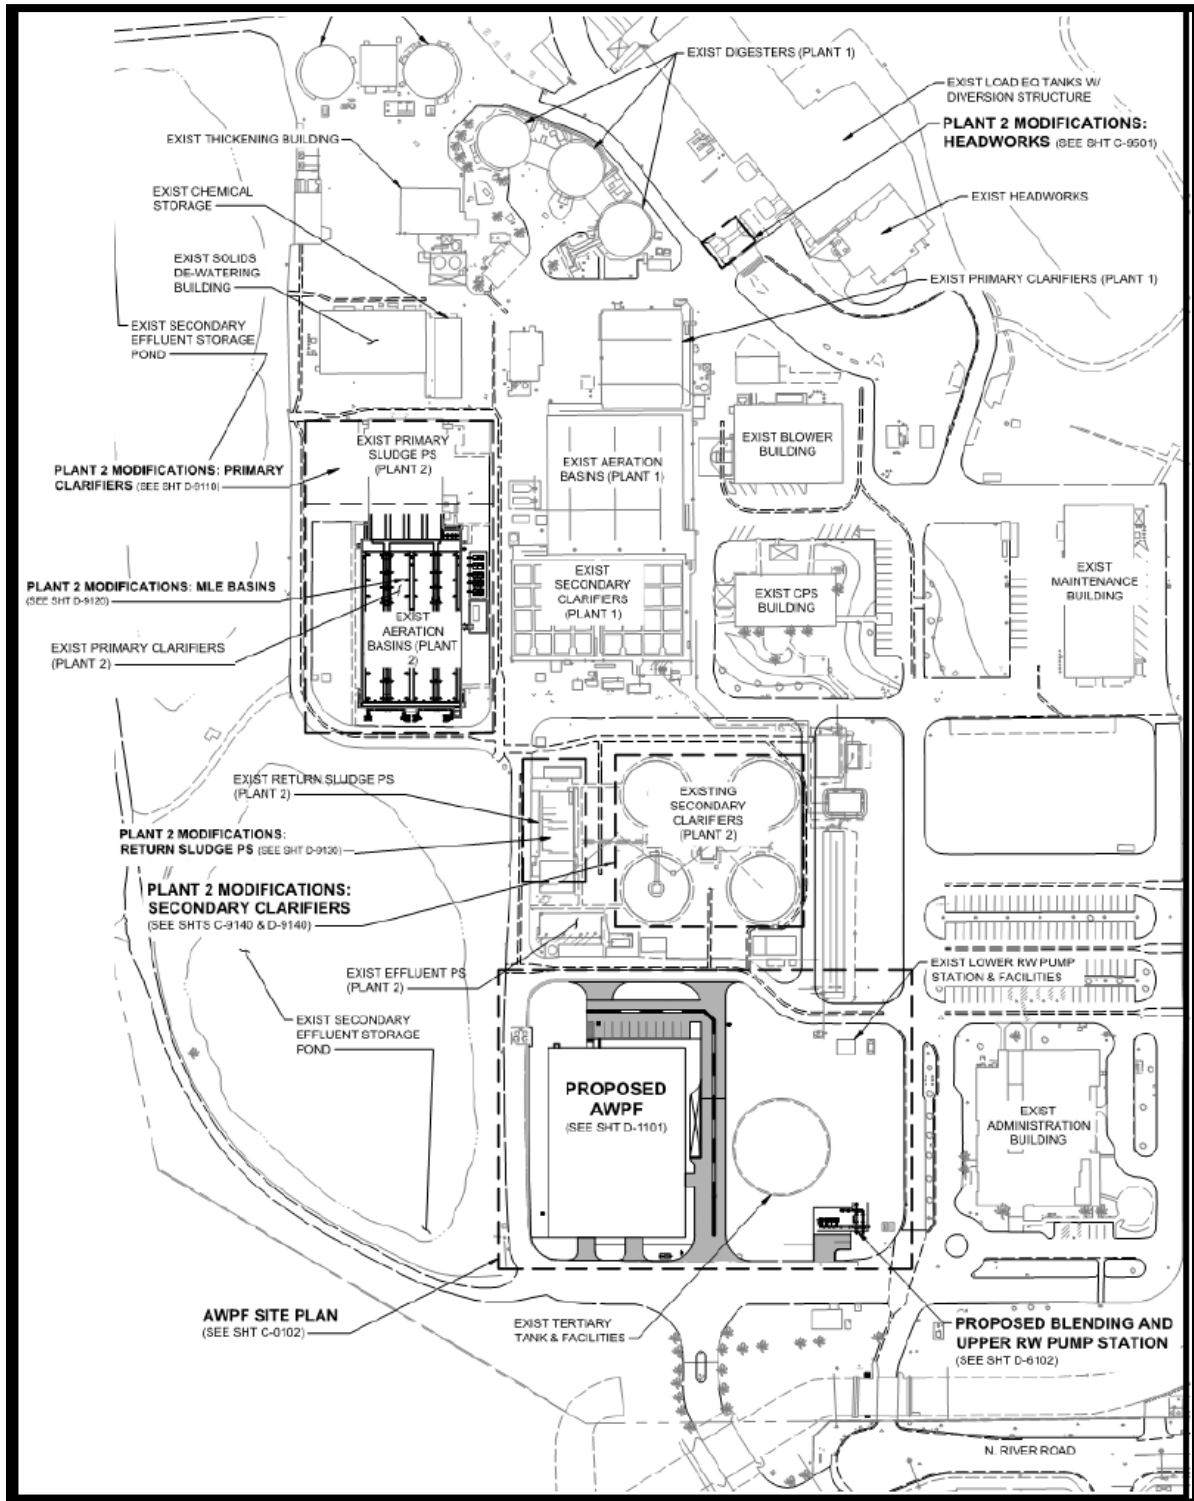 EXIST DIGESTERS (PLANT 1)
EXIST LOAD EQ TANKS W/
DIVERSION STRUCTURE
PLANT 2 MODIFICATIONS:
HEADWORKS (SEE SHT C-9501)
EXIST THICKENING BUILDING
EXIST CHEMICAL
STORAGE
EXIST HEADWORKS
EXIST SOLIDS
DE-WATERING
BUILDING
EXIST PRIMARY CLARIFIERS (PLANT 1)
EXIST SECONDARY
EFFLUENT STORAGE
POND
EXIST PRIMARY
SLUDGE PS
(PLANT 2)
EXIST AERATION
BASINS (PLANT 1)
EXIST BLOWER
BUILDING
PLANT 2 MODIFICATIONS: PRIMARY
CLARIFIERS (SEE SHT D-9110)
EXIST
SECONDARY
CLARIFIERS
(PLANT 1)
EXIST CPS
BUILDING
EXIST
MAINTENANCE
BUILDING
PLANT 2 MODIFICATIONS: MLE BASINS
(SEE SHT D-9120)
EXIST
AERATION
BASINS (PLANT
2)
EXIST PRIMARY CLARIFIERS
(PLANT 2)
EXIST RETURN SLUDGE PS
(PLANT 2)
EXISTING
SECONDARY
CLARIFIERS
(PLANT 2)
PLANT 2 MODIFICATIONS:
RETURN SLUDGE PS (SEE SHT D-9130)
PLANT 2 MODIFICATIONS:
SECONDARY CLARIFIERS
(SEE SHTS C-9140 & D-9140)
EXIST EFFLUENT PS
(PLANT 2)
EXIST LOWER RW PUMP
STATION & FACILITIES
EXIST SECONDARY
EFFLUENT STORAGE
POND
PROPOSED
AWPF
(SEE SHT D-1101)
EXIST
ADMINISTRATION
BUILDING
AWPF SITE PLAN
(SEE SHT C-0102)
EXIST TERTIARY
TANK & FACILITIES
PROPOSED BLENDING AND
UPPER RW PUMP STATION
(SEE SHT D-6102)
N. RIVER ROAD